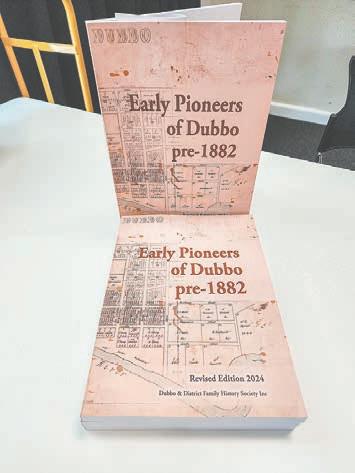 DUBBO
Early Pioneers
of Dubbo
pre-1882
DUBBO
Early Pioneers
of Dubbo
pre-1882
Revised Edition 2024
Dubbo & District Family History Society Inc